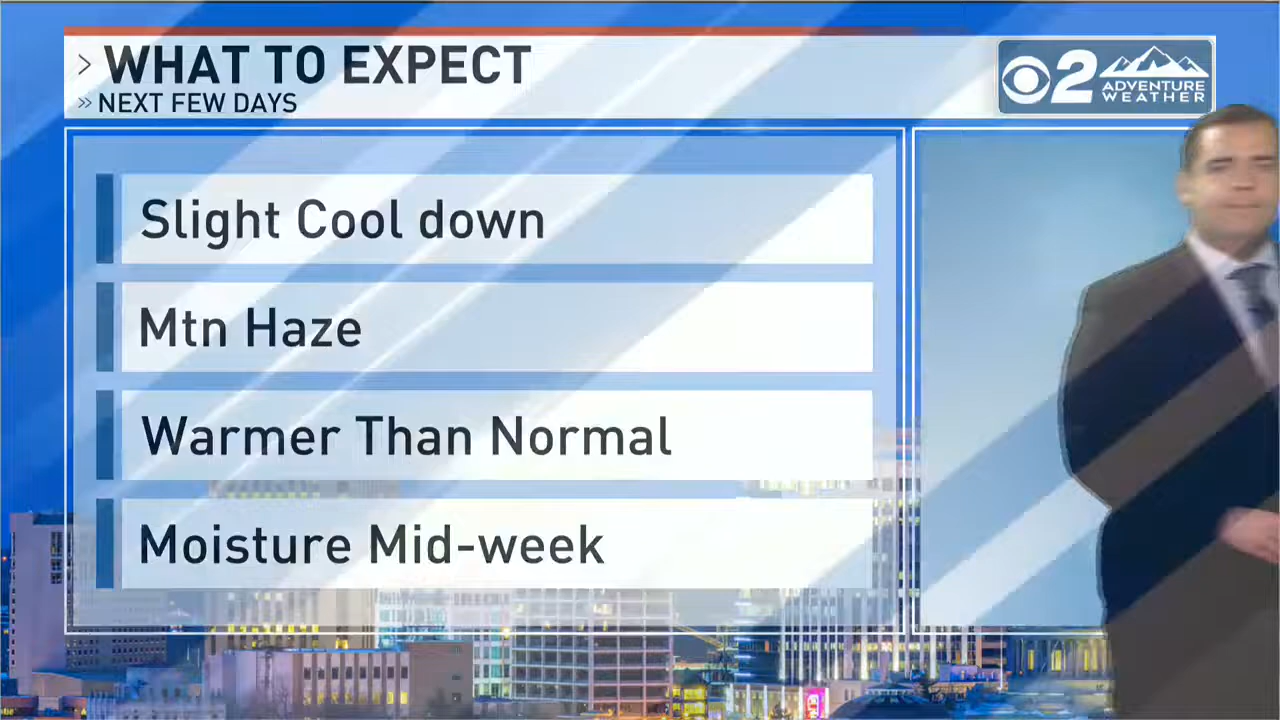 > WHAT TO EXPECT
» NEXT FEW DAYS
2 ADVENTURE
WEATHER
Slight Cool down
Mtn Haze
Warmer Than Normal
Moisture Mid-week